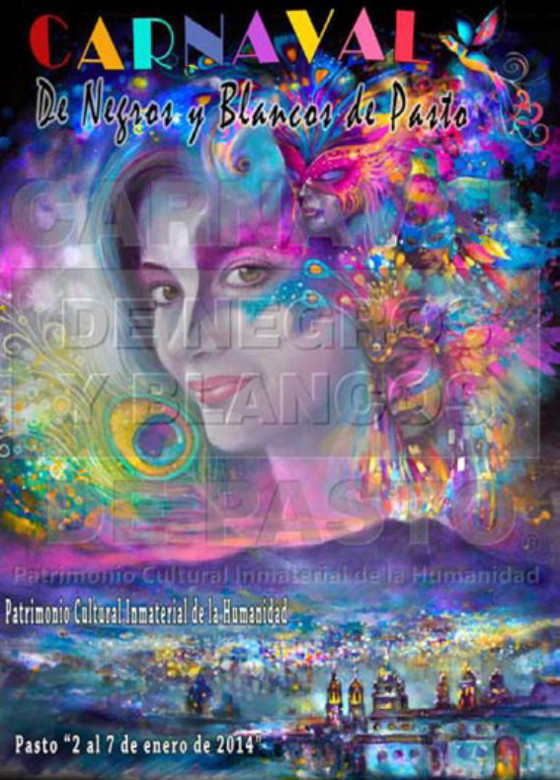 CARNAVAL
De Negros y Blancos de Pasto
CARNAVAL
DE NEGROS
Y BLANCOS
DE PASTO
Patrimonio Cultural Inmaterial de la Humanidad
Patrimonio Cultural Inmaterial de la Humanidad
Pasto “2 al 7 de enero de 2014”